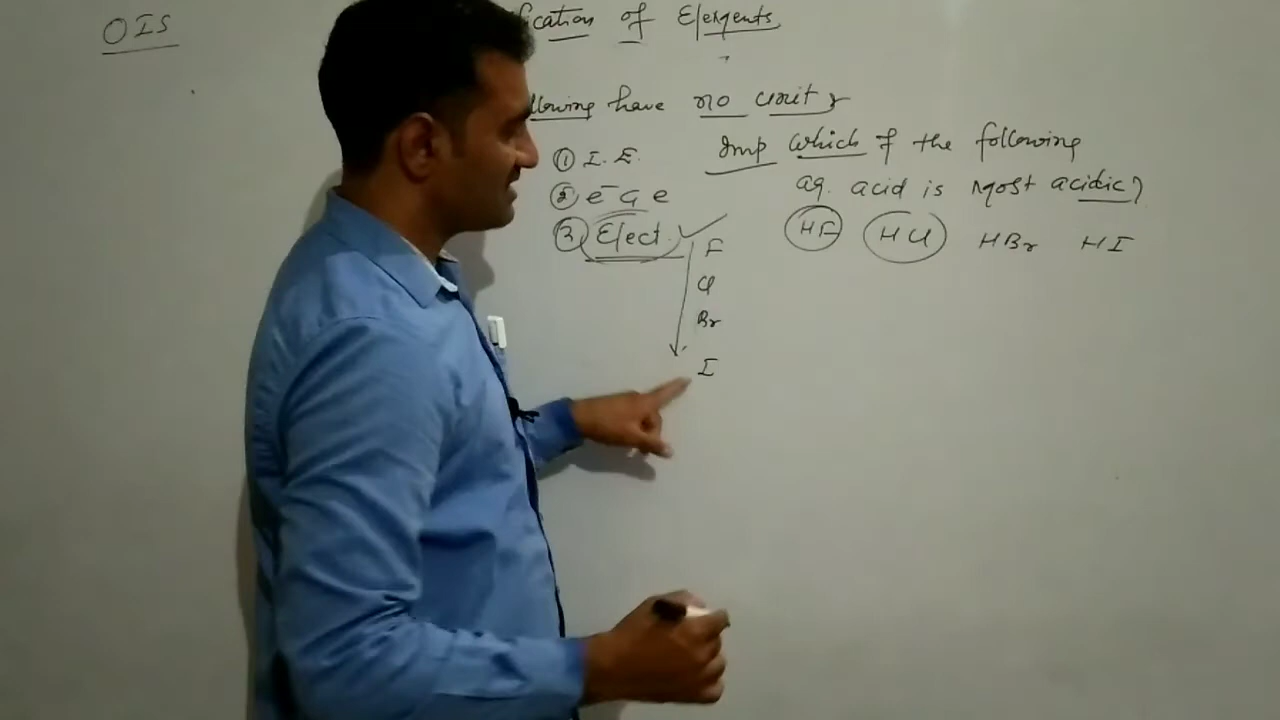 OIS
ication of Elements
llowing have no unit?
① I.E.
② e⁻ G e
③ Elect.
Imp Which of the following
aq. acid is most acidic?
HF HCl HBr HI
F
Cl
Br
I